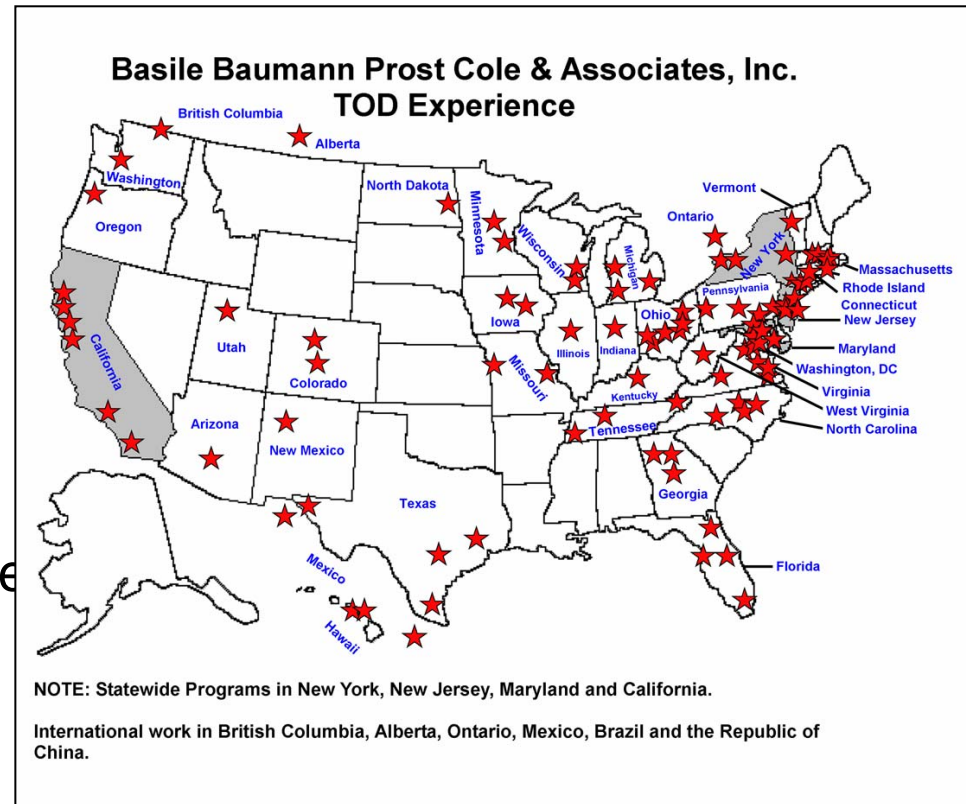 Basile Baumann Prost Cole & Associates, Inc.
TOD Experience
British Columbia
Alberta
Washington
North Dakota
Minnesota
Vermont
Oregon
Wisconsin
Ontario
Michigan
New York
Massachusetts
Pennsylvania
Rhode Island
Connecticut
New Jersey
Iowa
Ohio
California
Utah
Illinois
Indiana
Maryland
Colorado
Missouri
Washington, DC
Kentucky
Virginia
West Virginia
Arizona
Tennessee
North Carolina
New Mexico
Texas
Georgia
Mexico
Florida
Hawaii
e
NOTE: Statewide Programs in New York, New Jersey, Maryland and California.
International work in British Columbia, Alberta, Ontario, Mexico, Brazil and the Republic of
China.